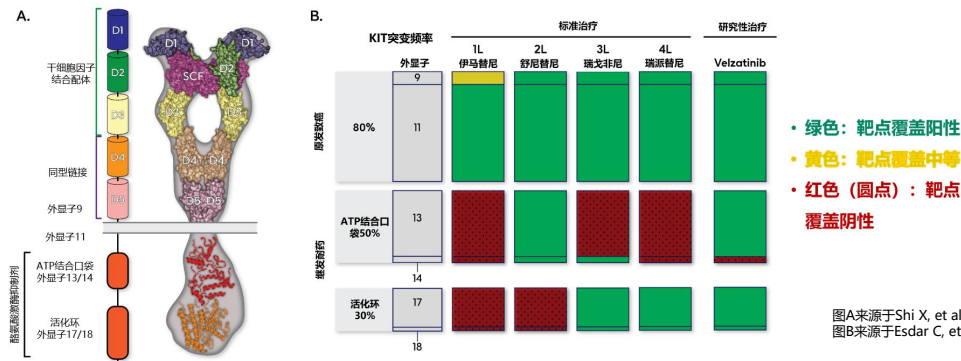 A.
D1
D2
D3
D4
D5
干细胞因子
结合配体
同型链接
外显子9
外显子11
ATP结合口袋
外显子13/14
活化环
外显子17/18
酪氨酸激酶抑制剂
D1
D1
SCF
D2
D3
D3
D4
D4
D5
D5
B.
标准治疗
研究性治疗
KIT突变频率
1L
2L
3L
4L
外显子
伊马替尼
舒尼替尼
瑞戈非尼
瑞派替尼
Velzatinib
原发致癌
80%
9
11
继发耐药
ATP结合口
袋50%
13
14
活化环
30%
17
18
• 绿色：靶点覆盖阳性
• 黄色：靶点覆盖中等
• 红色（圆点）：靶点
覆盖阴性
图A来源于Shi X, et al
图B来源于Esdar C, et